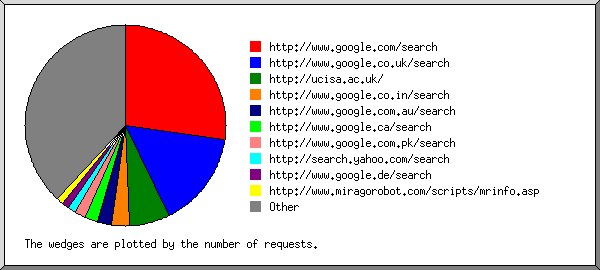 http://www.google.com/search
http://www.google.co.uk/search
http://ucisa.ac.uk/
http://www.google.co.in/search
http://www.google.com.au/search
http://www.google.ca/search
http://www.google.com.pk/search
http://search.yahoo.com/search
http://www.google.de/search
http://www.miragorobot.com/scripts/mrinfo.asp
Other
The wedges are plotted by the number of requests.